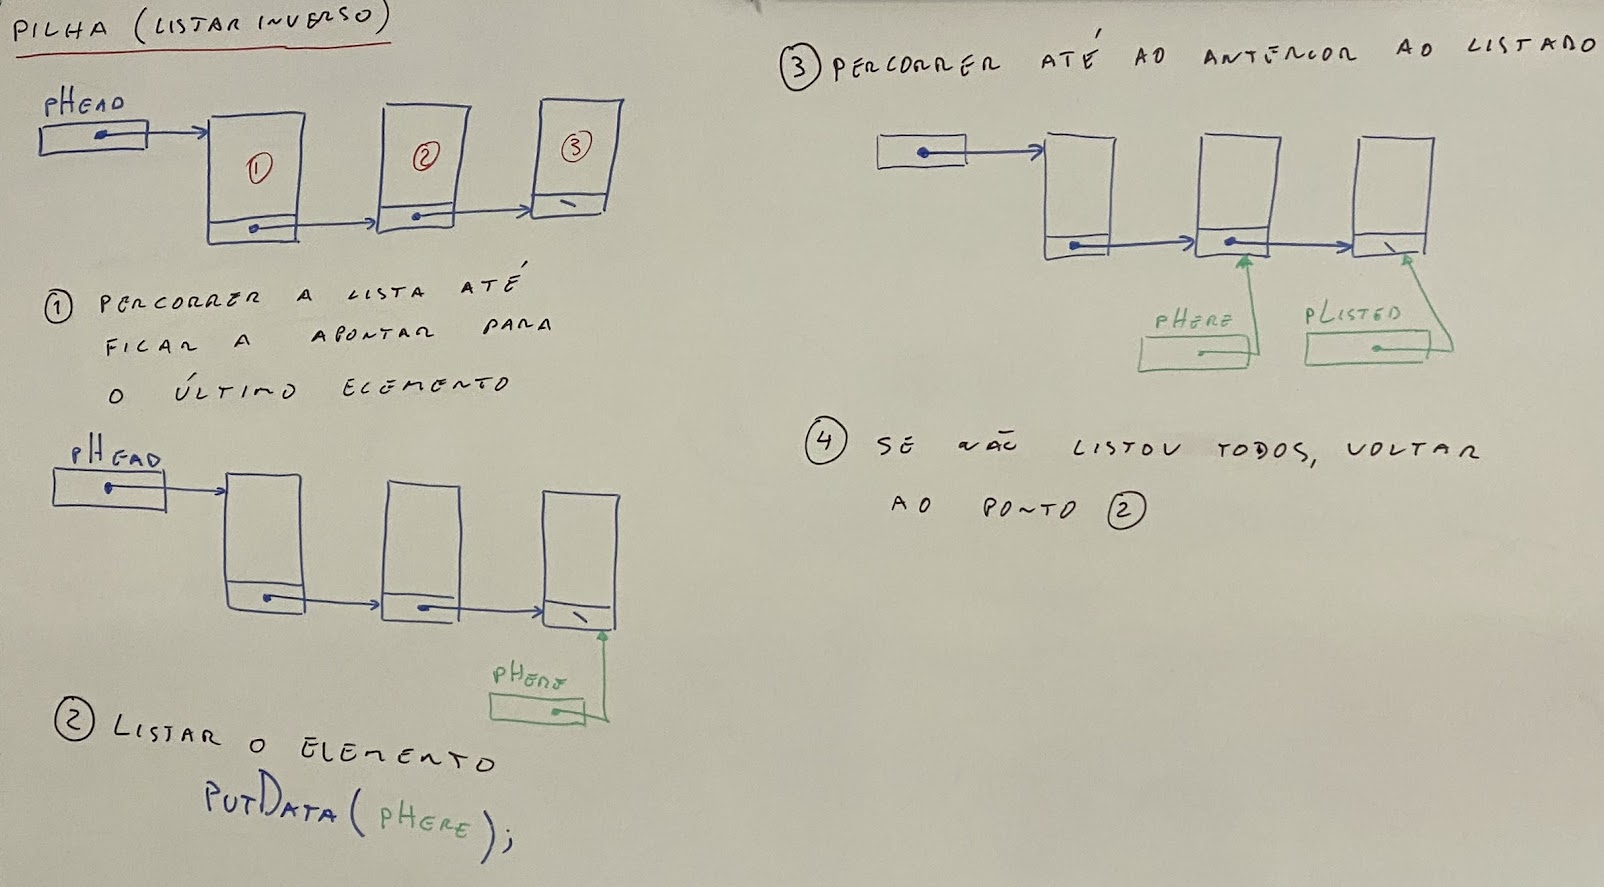 PILHA (LISTAR INVERSO)
PHEAD
1
2
3
1 PERCORRER A LISTA ATÉ
FICAR A APONTAR PARA
O ÚLTIMO ELEMENTO
PHEAD
PHERE
2 LISTAR O ELEMENTO
PUTDATA(PHERE);
3 PERCORRER ATÉ AO ANTERIOR AO LISTADO
PHERE
PLISTED
4 SE NÃO LISTOU TODOS, VOLTAR
AO PONTO 2